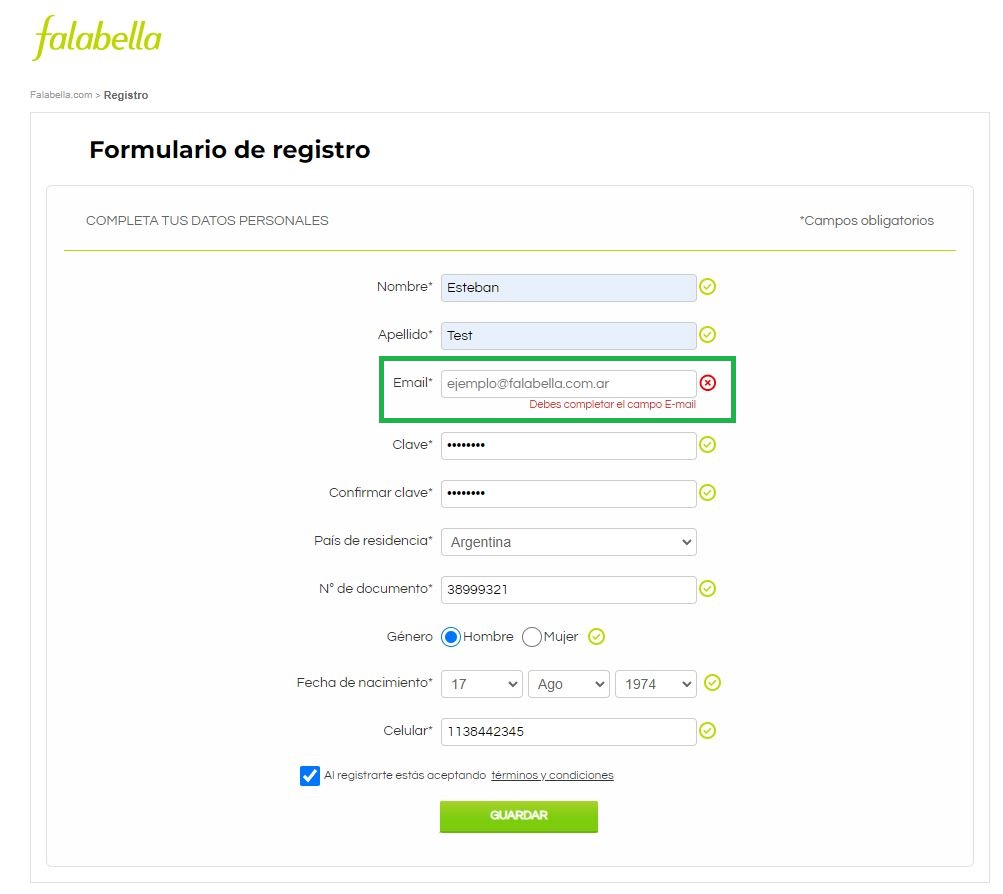 falabella
Falabella.com > Registro
Formulario de registro
COMPLETA TUS DATOS PERSONALES *Campos obligatorios
Nombre* Esteban
Apellido* Test
Email* ejemplo@falabella.com.ar
Debes completar el campo E-mail
Clave* ••••••••
Confirmar clave* ••••••••
País de residencia* Argentina
N° de documento* 38999321
Género Hombre Mujer
Fecha de nacimiento* 17 Ago 1974
Celular* 1138442345
Al registrarte estás aceptando términos y condiciones
GUARDAR